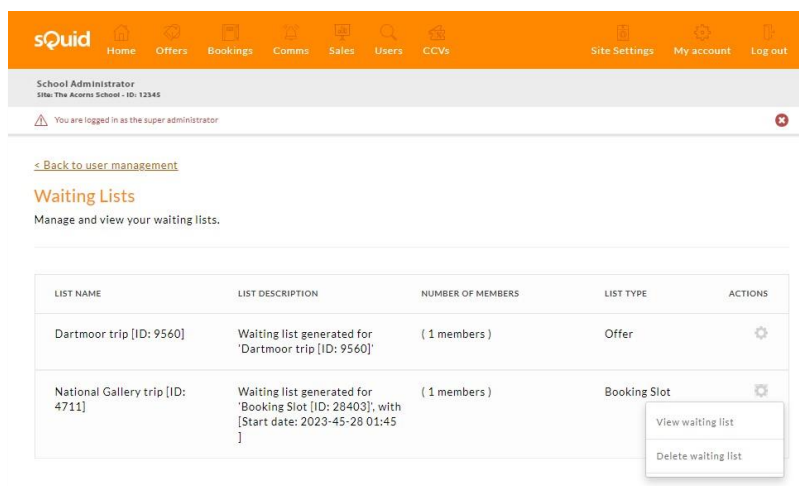 sQuid
Home Offers Bookings Comms Sales Users CCVs Site Settings My account Log out
School Administrator
Site: The Acorns School - ID: 12345
You are logged in as the super administrator
< Back to user management
Waiting Lists
Manage and view your waiting lists.
LIST NAME LIST DESCRIPTION NUMBER OF MEMBERS LIST TYPE ACTIONS
Dartmoor trip [ID: 9560] Waiting list generated for ( 1 members ) Offer
'Dartmoor trip [ID: 9560]'
National Gallery trip [ID: Waiting list generated for ( 1 members ) Booking Slot
4711] 'Booking Slot [ID: 28403]', with
[Start date: 2023-45-28 01:45
]
View waiting list
Delete waiting list